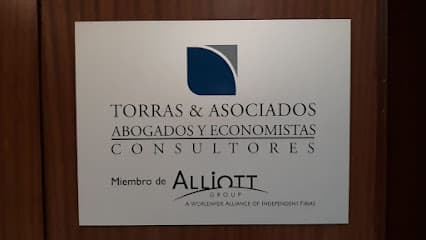 TORRAS & ASOCIADOS
ABOGADOS Y ECONOMISTAS
CONSULTORES
Miembro de ALLIOTT
GROUP
A WORLDWIDE ALLIANCE OF INDEPENDENT FIRMS